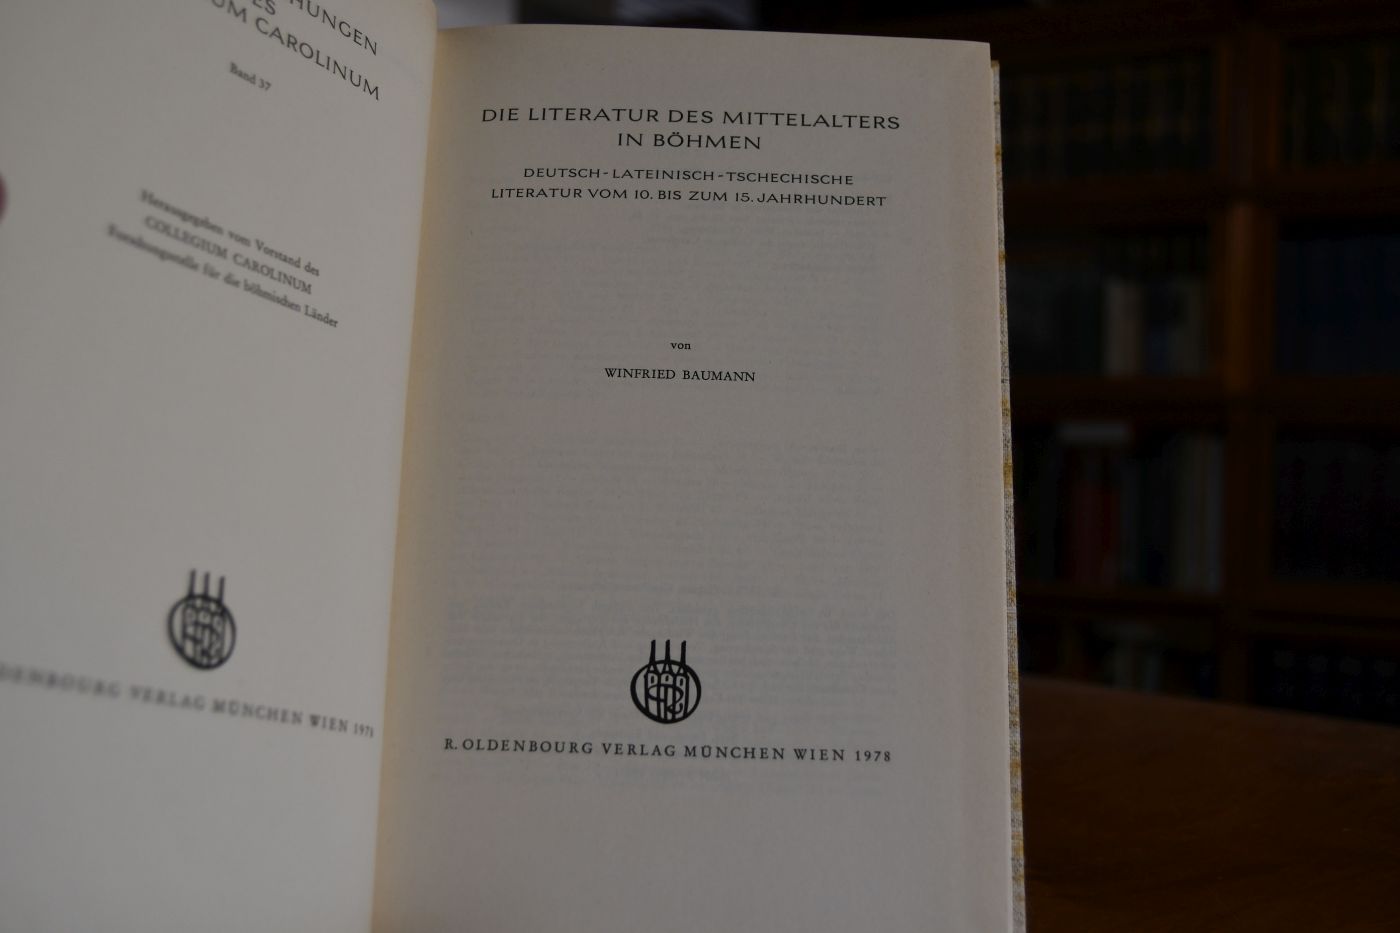 HUNGEN
ES
UM CAROLINUM
Band 37
Herausgegeben vom Vorstand des
COLLEGIUM CAROLINUM
Forschungsstelle für die böhmischen Länder
DENBOURG VERLAG MÜNCHEN WIEN 1978
DIE LITERATUR DES MITTELALTERS
IN BÖHMEN
DEUTSCH-LATEINISCH-TSCHECHISCHE
LITERATUR VOM 10. BIS ZUM 15. JAHRHUNDERT
von
WINFRIED BAUMANN
R. OLDENBOURG VERLAG MÜNCHEN WIEN 1978